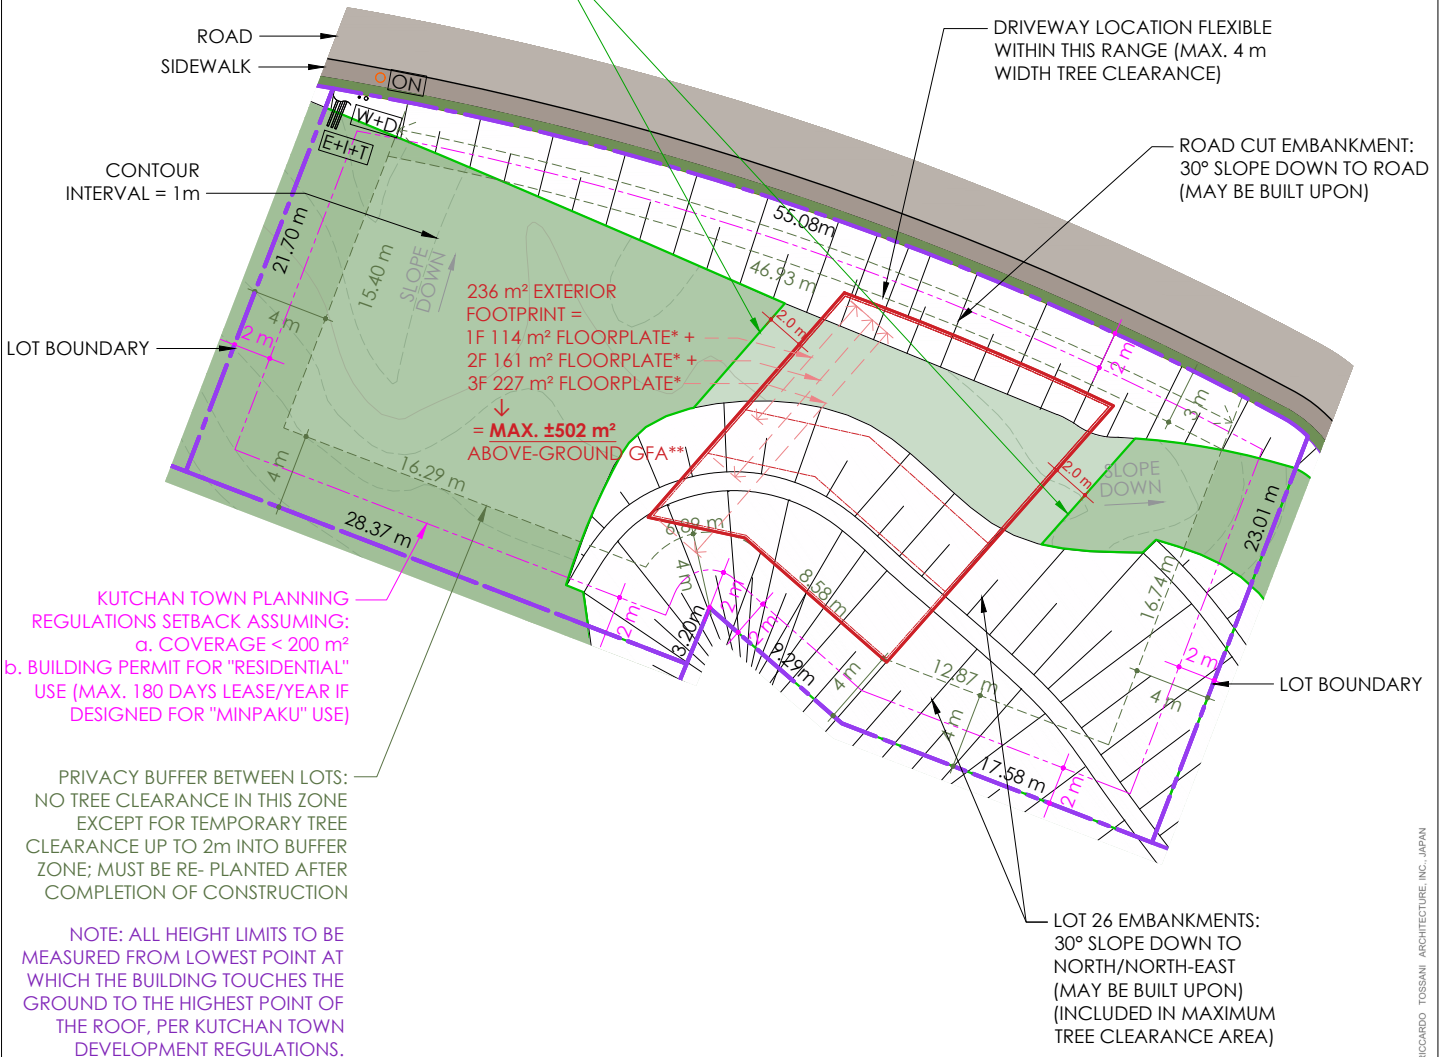 ROAD
SIDEWALK
ON
W+D
E+I+T
CONTOUR
INTERVAL = 1m
LOT BOUNDARY
DRIVEWAY LOCATION FLEXIBLE
WITHIN THIS RANGE (MAX. 4 m
WIDTH TREE CLEARANCE)
ROAD CUT EMBANKMENT:
30° SLOPE DOWN TO ROAD
(MAY BE BUILT UPON)
21.70 m
15.40 m
SLOPE
DOWN
4 m
2 m
55.08m
46.93 m
236 m² EXTERIOR
FOOTPRINT =
1F 114 m² FLOORPLATE* +
2F 161 m² FLOORPLATE* +
3F 227 m² FLOORPLATE*
↓
= MAX. ±502 m²
ABOVE-GROUND GFA**
2.0 m
2 m
3 m
2.0 m
SLOPE
DOWN
23.01 m
16.74 m
4 m
16.29 m
28.37 m
6.89 m
4 m
2 m
3.20m
2 m
2 m
9.29m
8.58 m
4 m
12.87 m
4 m
17.58 m
2 m
2 m
4 m
LOT BOUNDARY
KUTCHAN TOWN PLANNING
REGULATIONS SETBACK ASSUMING:
a. COVERAGE < 200 m²
b. BUILDING PERMIT FOR "RESIDENTIAL"
USE (MAX. 180 DAYS LEASE/YEAR IF
DESIGNED FOR "MINPAKU" USE)
PRIVACY BUFFER BETWEEN LOTS:
NO TREE CLEARANCE IN THIS ZONE
EXCEPT FOR TEMPORARY TREE
CLEARANCE UP TO 2m INTO BUFFER
ZONE; MUST BE RE- PLANTED AFTER
COMPLETION OF CONSTRUCTION
NOTE: ALL HEIGHT LIMITS TO BE
MEASURED FROM LOWEST POINT AT
WHICH THE BUILDING TOUCHES THE
GROUND TO THE HIGHEST POINT OF
THE ROOF, PER KUTCHAN TOWN
DEVELOPMENT REGULATIONS.
LOT 26 EMBANKMENTS:
30° SLOPE DOWN TO
NORTH/NORTH-EAST
(MAY BE BUILT UPON)
(INCLUDED IN MAXIMUM
TREE CLEARANCE AREA)
RICCARDO TOSSANI ARCHITECTURE, INC., JAPAN